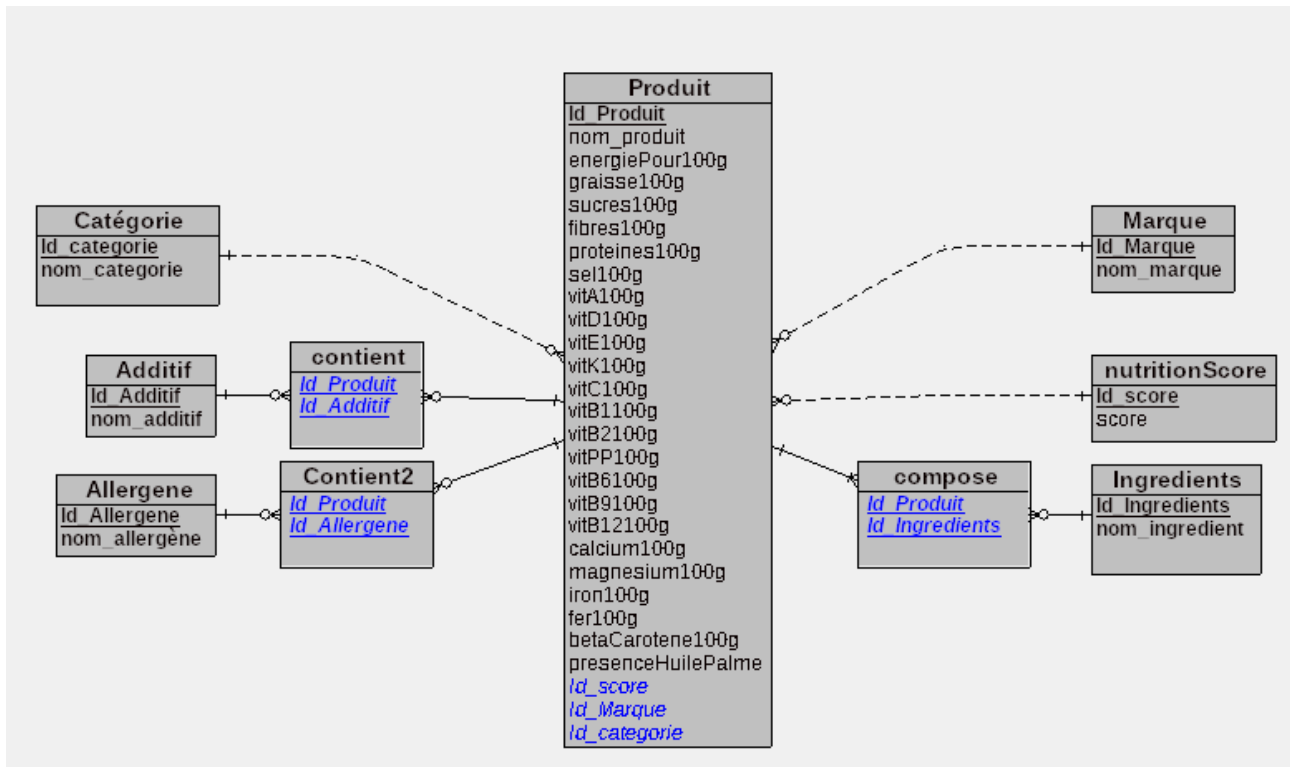 Produit
Id_Produit
nom_produit
energiePour100g
graisse100g
sucres100g
fibres100g
proteines100g
sel100g
vitA100g
vitD100g
vitE100g
vitK100g
vitC100g
vitB1100g
vitB2100g
vitPP100g
vitB6100g
vitB9100g
vitB12100g
calcium100g
magnesium100g
iron100g
fer100g
betaCarotene100g
presenceHuilePalme
Id_score
Id_Marque
Id_categorie
Catégorie
Id_categorie
nom_categorie
Additif
Id_Additif
nom_additif
contient
Id_Produit
Id_Additif
Allergene
Id_Allergene
nom_allergène
Contient2
Id_Produit
Id_Allergene
Marque
Id_Marque
nom_marque
nutritionScore
Id_score
score
compose
Id_Produit
Id_Ingredients
Ingredients
Id_Ingredients
nom_ingredient